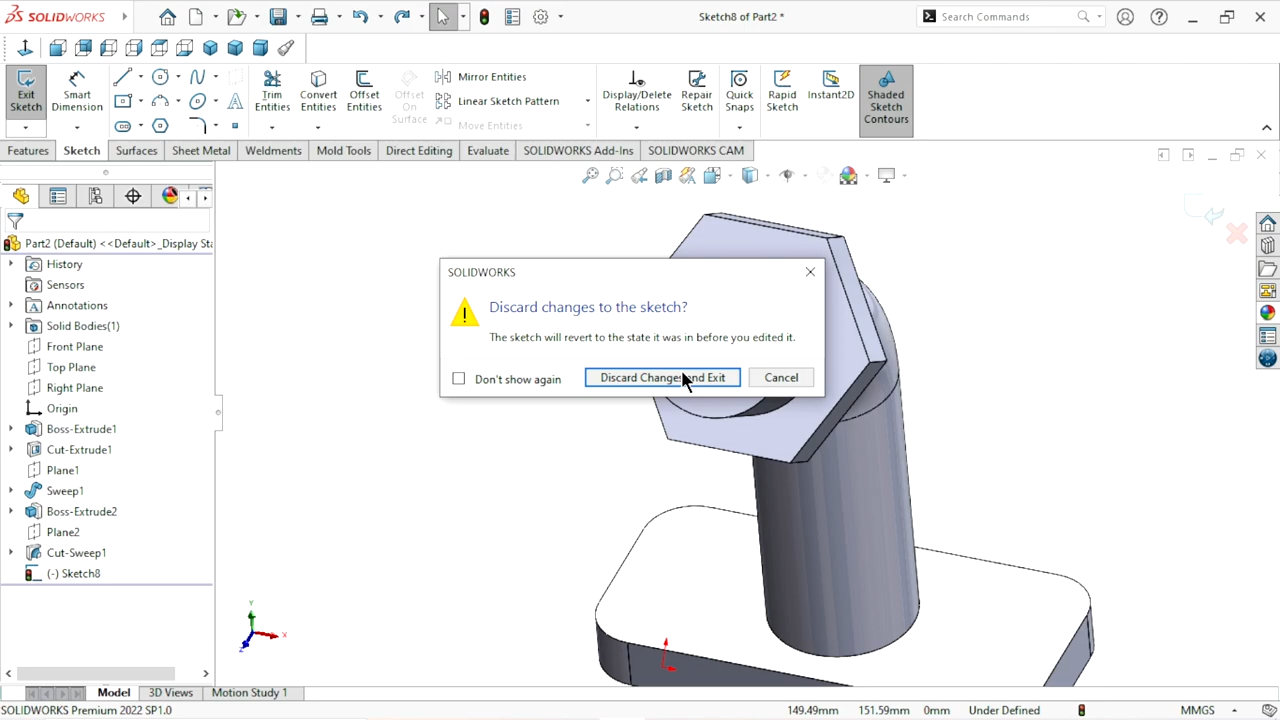 SOLIDWORKS
Sketch8 of Part2 *
Search Commands
Exit Sketch
Smart Dimension
Trim Entities
Convert Entities
Offset Entities
Offset On Surface
Mirror Entities
Linear Sketch Pattern
Move Entities
Display/Delete Relations
Repair Sketch
Quick Snaps
Rapid Sketch
Instant2D
Shaded Sketch Contours
Features
Sketch
Surfaces
Sheet Metal
Weldments
Mold Tools
Direct Editing
Evaluate
SOLIDWORKS Add-Ins
SOLIDWORKS CAM
Part2 (Default) <<Default>_Display Sta
History
Sensors
Annotations
Solid Bodies(1)
Front Plane
Top Plane
Right Plane
Origin
Boss-Extrude1
Cut-Extrude1
Plane1
Sweep1
Boss-Extrude2
Plane2
Cut-Sweep1
(-) Sketch8
SOLIDWORKS
Discard changes to the sketch?
The sketch will revert to the state it was in before you edited it.
Don't show again
Discard Changes and Exit
Cancel
Y
X
Z
Model
3D Views
Motion Study 1
SOLIDWORKS Premium 2022 SP1.0
149.49mm
151.59mm
0mm
Under Defined
MMGS